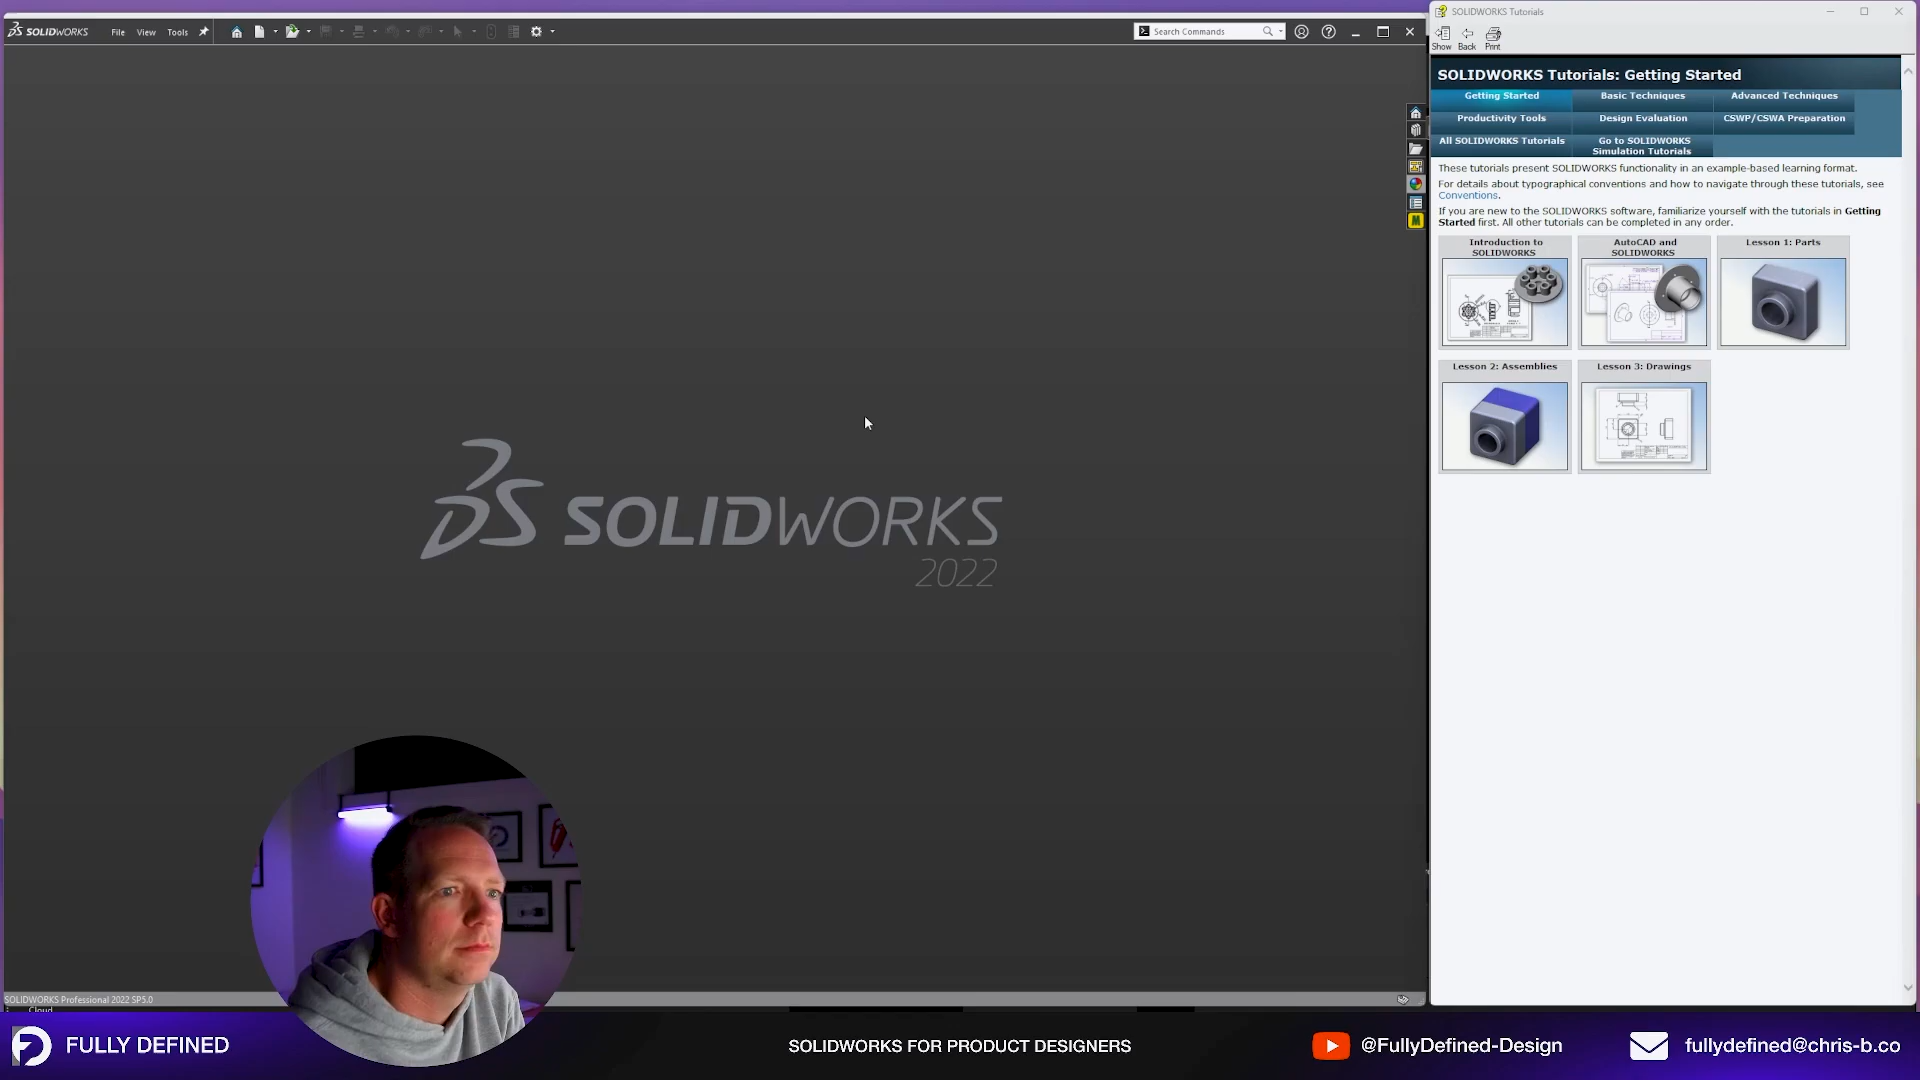 SOLIDWORKS
File View Tools
Search Commands
SOLIDWORKS
2022
SOLIDWORKS Professional 2022 SP5.0
Cloud
SOLIDWORKS Tutorials
Show Back Print
SOLIDWORKS Tutorials: Getting Started
Getting Started Basic Techniques Advanced Techniques
Productivity Tools Design Evaluation CSWP/CSWA Preparation
All SOLIDWORKS Tutorials Go to SOLIDWORKS
Simulation Tutorials
These tutorials present SOLIDWORKS functionality in an example-based learning format.
For details about typographical conventions and how to navigate through these tutorials, see
Conventions.
If you are new to the SOLIDWORKS software, familiarize yourself with the tutorials in Getting
Started first. All other tutorials can be completed in any order.
Introduction to
SOLIDWORKS
AutoCAD and
SOLIDWORKS
Lesson 1: Parts
Lesson 2: Assemblies
Lesson 3: Drawings
FULLY DEFINED
SOLIDWORKS FOR PRODUCT DESIGNERS
@FullyDefined-Design
fullydefined@chris-b.co